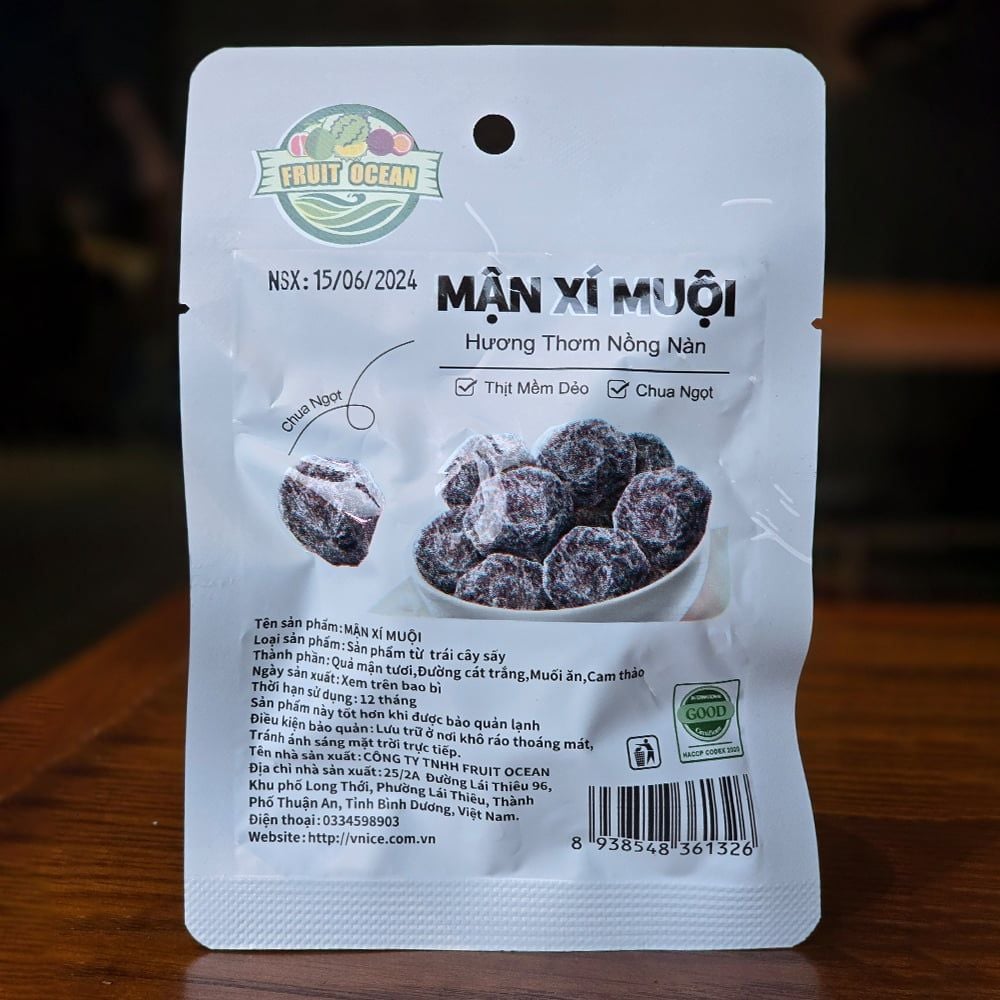 FRUIT OCEAN
NSX: 15/06/2024
MẬN XÍ MUỘI
Hương Thơm Nồng Nàn
Thịt Mềm Dẻo Chua Ngọt
Chua Ngọt
Tên sản phẩm:MẬN XÍ MUỘI
Loại sản phẩm:Sản phẩm từ trái cây sấy
Thành phần:Quả mận tươi,Đường cát trắng,Muối ăn,Cam thảo
Ngày sản xuất:Xem trên bao bì
Thời hạn sử dụng:12 tháng
Sản phẩm này tốt hơn khi được bảo quản lạnh
Điều kiện bảo quản:Lưu trữ ở nơi khô ráo thoáng mát,
Tránh ánh sáng mặt trời trực tiếp.
Tên nhà sản xuất:CÔNG TY TNHH FRUIT OCEAN
Địa chỉ nhà sản xuất:25/2A Đường Lái Thiêu 96,
Khu phố Long Thới, Phường Lái Thiêu, Thành
Phố Thuận An, Tỉnh Bình Dương, Việt Nam.
Điện thoại:0334598903
Website:http://vnice.com.vn
GOOD
HACCP CODEX 2020
8 938548 361326